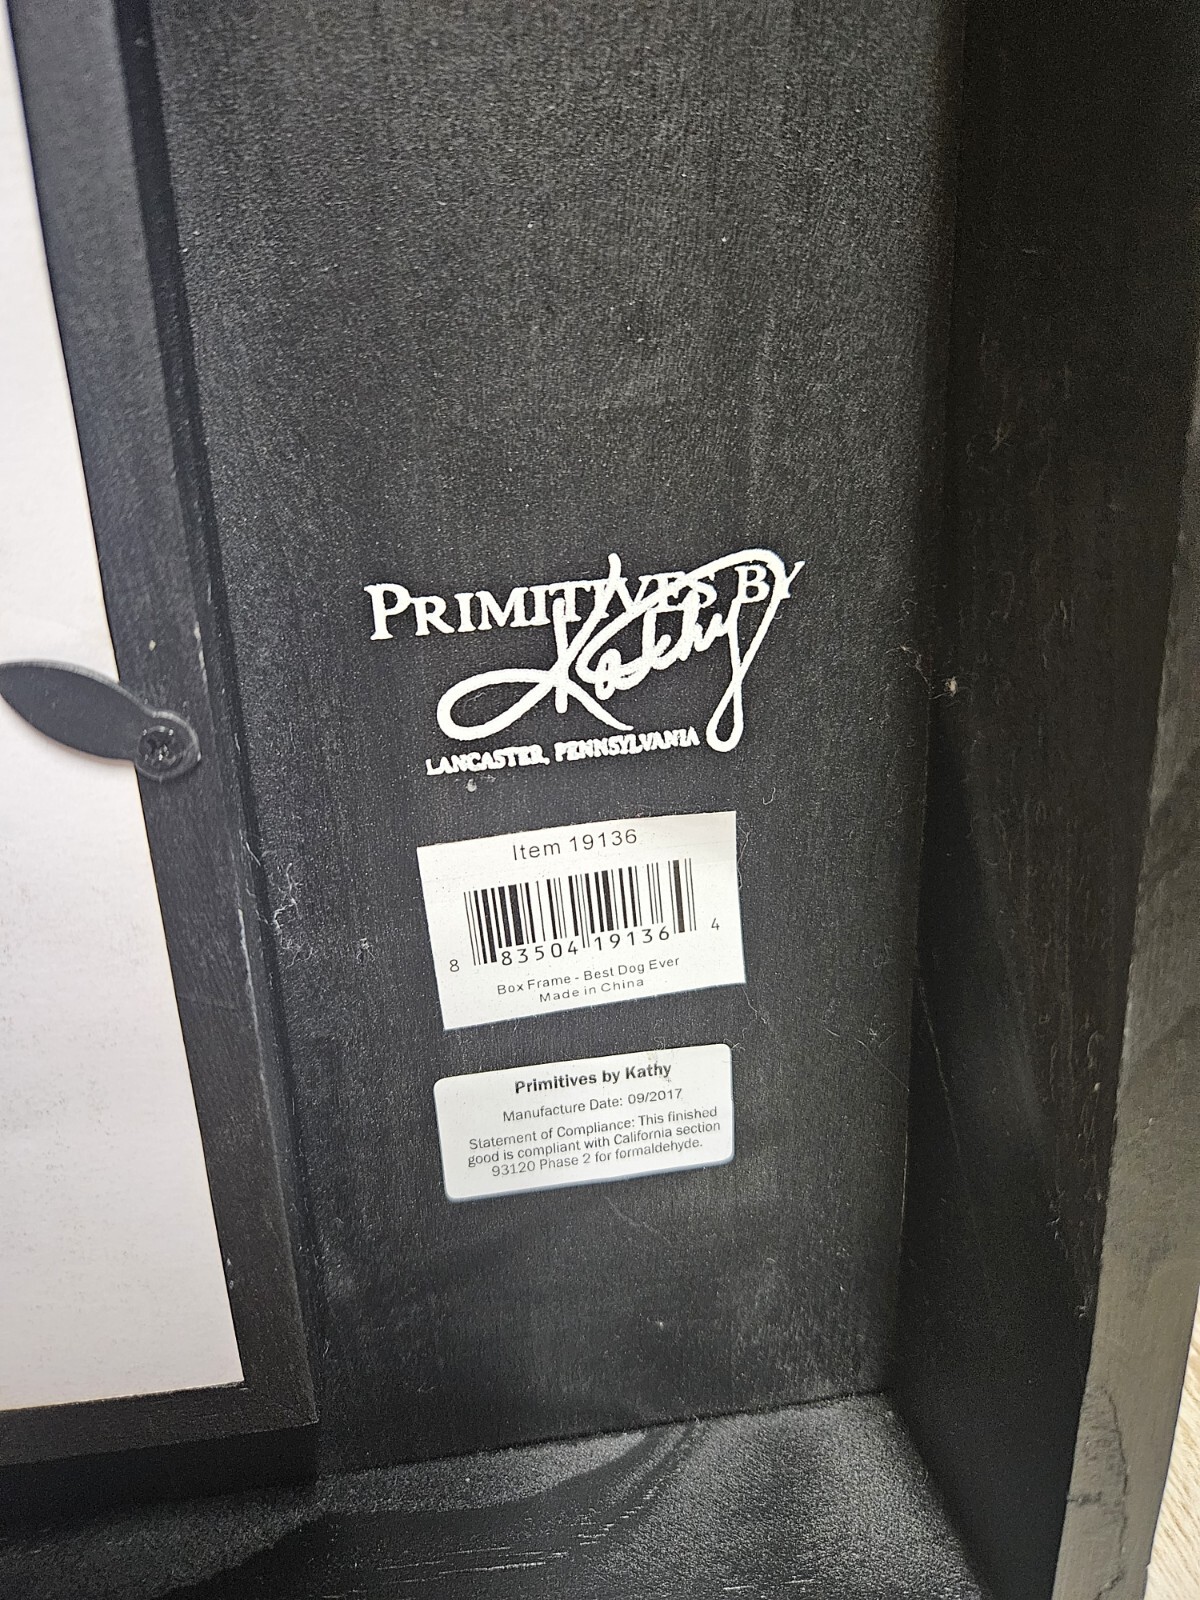 PRIMITIVES BY
Kathy
LANCASTER, PENNSYLVANIA
Item 19136
8 83504 19136 4
Box Frame - Best Dog Ever
Made in China
Primitives by Kathy
Manufacture Date: 09/2017
Statement of Compliance: This finished
good is compliant with California section
93120 Phase 2 for formaldehyde.